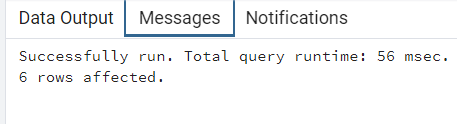 Data Output Messages Notifications
Successfully run. Total query runtime: 56 msec.
6 rows affected.